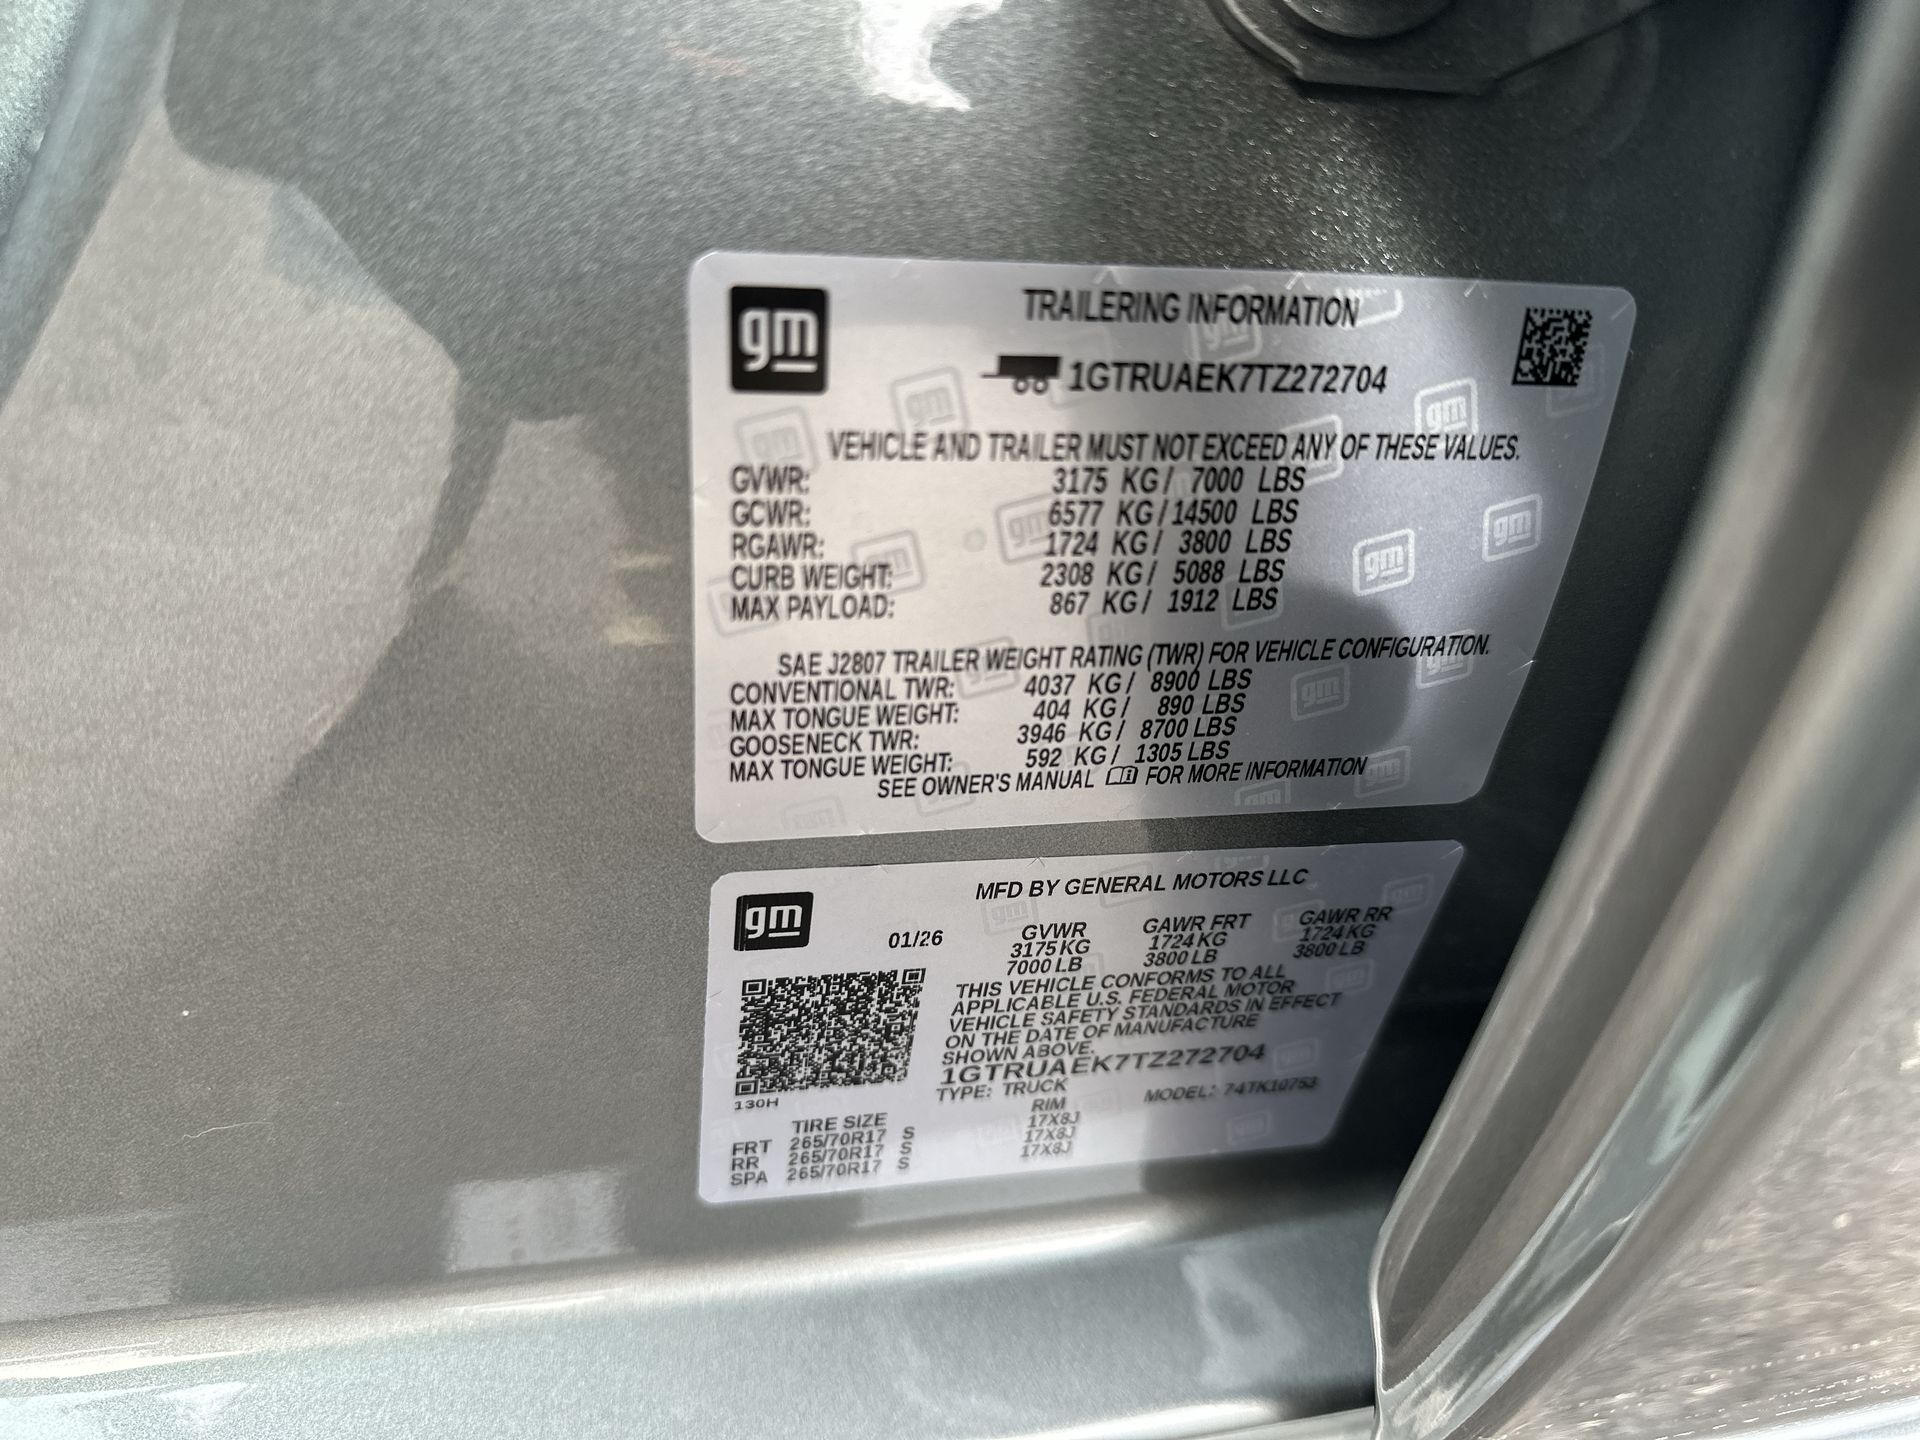 gm
TRAILERING INFORMATION
1GTRUAEK7TZ272704
VEHICLE AND TRAILER MUST NOT EXCEED ANY OF THESE VALUES.
GVWR: 3175 KG/ 7000 LBS
GCWR: 6577 KG/14500 LBS
RGAWR: 1724 KG/ 3800 LBS
CURB WEIGHT: 2308 KG/ 5088 LBS
MAX PAYLOAD: 867 KG/ 1912 LBS
SAE J2807 TRAILER WEIGHT RATING (TWR) FOR VEHICLE CONFIGURATION.
CONVENTIONAL TWR: 4037 KG/ 8900 LBS
MAX TONGUE WEIGHT: 404 KG/ 890 LBS
GOOSENECK TWR: 3946 KG/ 8700 LBS
MAX TONGUE WEIGHT: 592 KG/ 1305 LBS
SEE OWNER'S MANUAL FOR MORE INFORMATION
gm
MFD BY GENERAL MOTORS LLC
01/26
GVWR GAWR FRT GAWR RR
3175 KG 1724 KG 1724 KG
7000 LB 3800 LB 3800 LB
THIS VEHICLE CONFORMS TO ALL
APPLICABLE U.S. FEDERAL MOTOR
VEHICLE SAFETY STANDARDS IN EFFECT
ON THE DATE OF MANUFACTURE
SHOWN ABOVE.
1GTRUAEK7TZ272704
TYPE: TRUCK MODEL: 74TK10753
130H
TIRE SIZE RIM
FRT 265/70R17 S 17X8J
RR 265/70R17 S 17X8J
SPA 265/70R17 S 17X8J